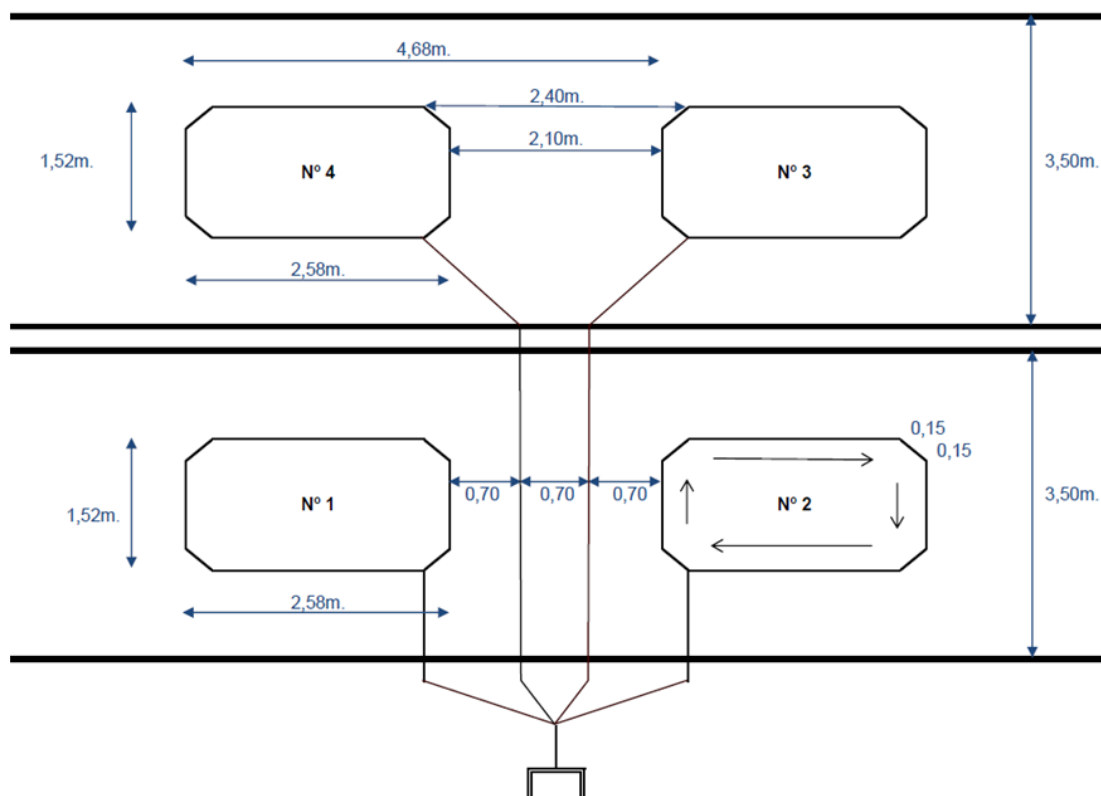 4,68m.
2,40m.
2,10m.
1,52m.
Nº 4
Nº 3
3,50m.
2,58m.
0,15
0,15
0,70
0,70
0,70
Nº 1
Nº 2
1,52m.
3,50m.
2,58m.